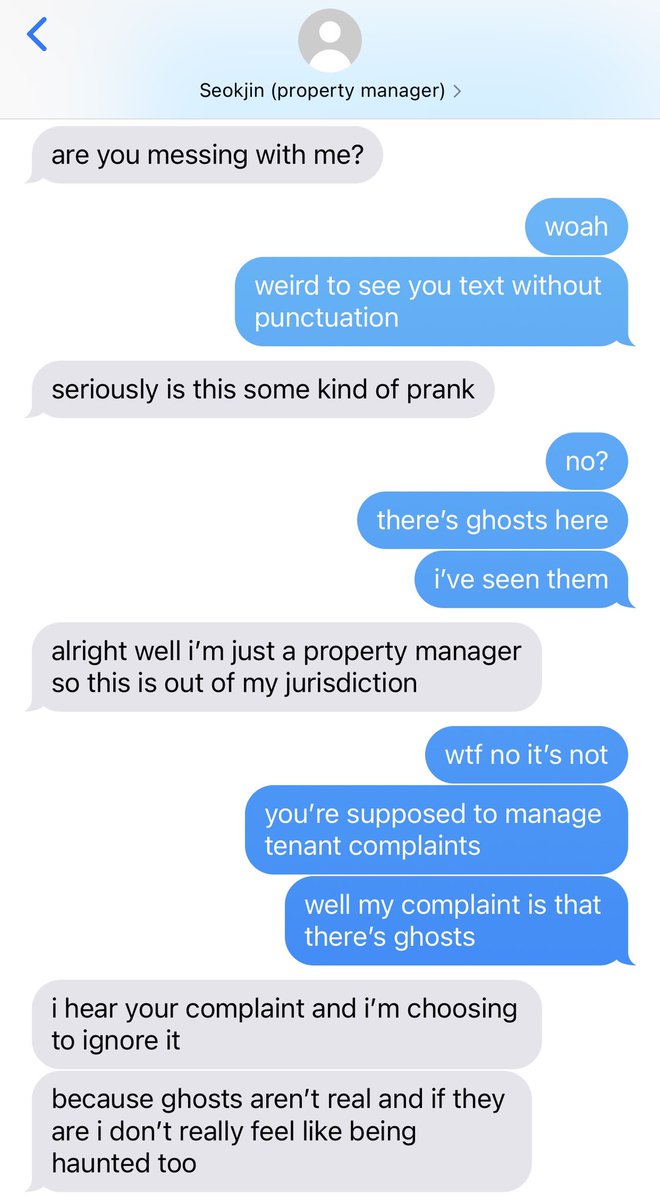 Seokjin (property manager)
are you messing with me?
woah
weird to see you text without
punctuation
seriously is this some kind of prank
no?
there’s ghosts here
i’ve seen them
alright well i’m just a property manager
so this is out of my jurisdiction
wtf no it’s not
you’re supposed to manage
tenant complaints
well my complaint is that
there’s ghosts
i hear your complaint and i’m choosing
to ignore it
because ghosts aren’t real and if they
are i don’t really feel like being
haunted too